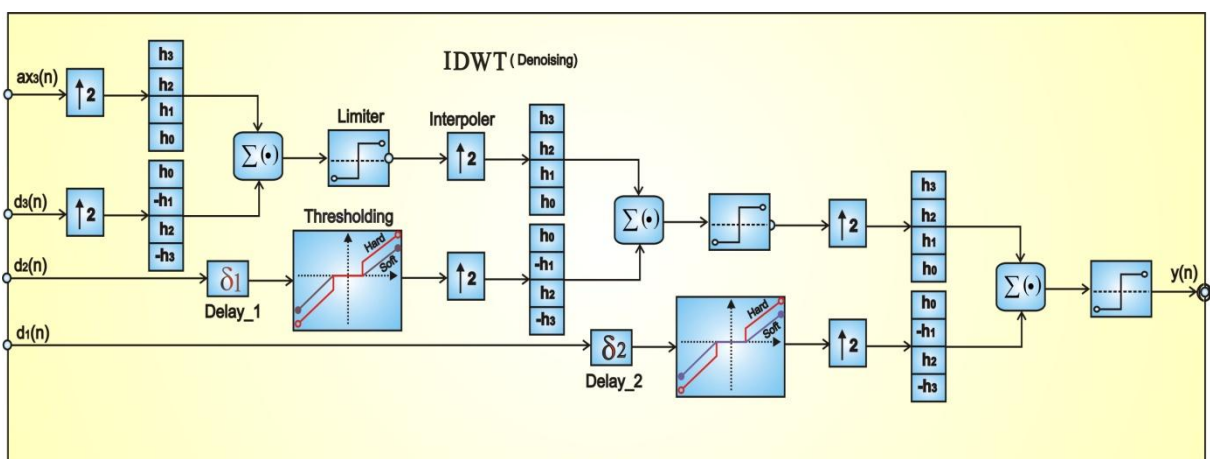 IDWT ( Denoising)
ax3(n)
↑2
h3
h2
h1
h0
Σ(•)
Limiter
Interpoler
↑2
h3
h2
h1
h0
d3(n)
↑2
h0
-h1
h2
-h3
Σ(•)
↑2
h3
h2
h1
h0
d2(n)
δ1
Delay_1
Thresholding
Hard
Soft
↑2
h0
-h1
h2
-h3
Σ(•)
y(n)
d1(n)
δ2
Delay_2
Hard
Soft
↑2
h0
-h1
h2
-h3